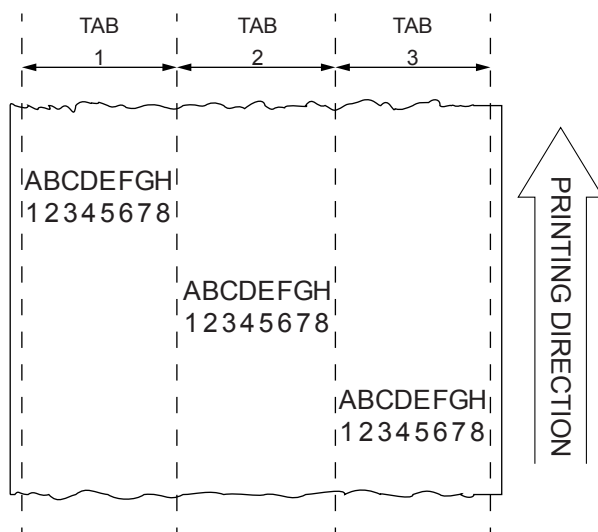 TAB TAB TAB
1 2 3
ABCDEFGH
12345678
ABCDEFGH
12345678
ABCDEFGH
12345678
PRINTING DIRECTION